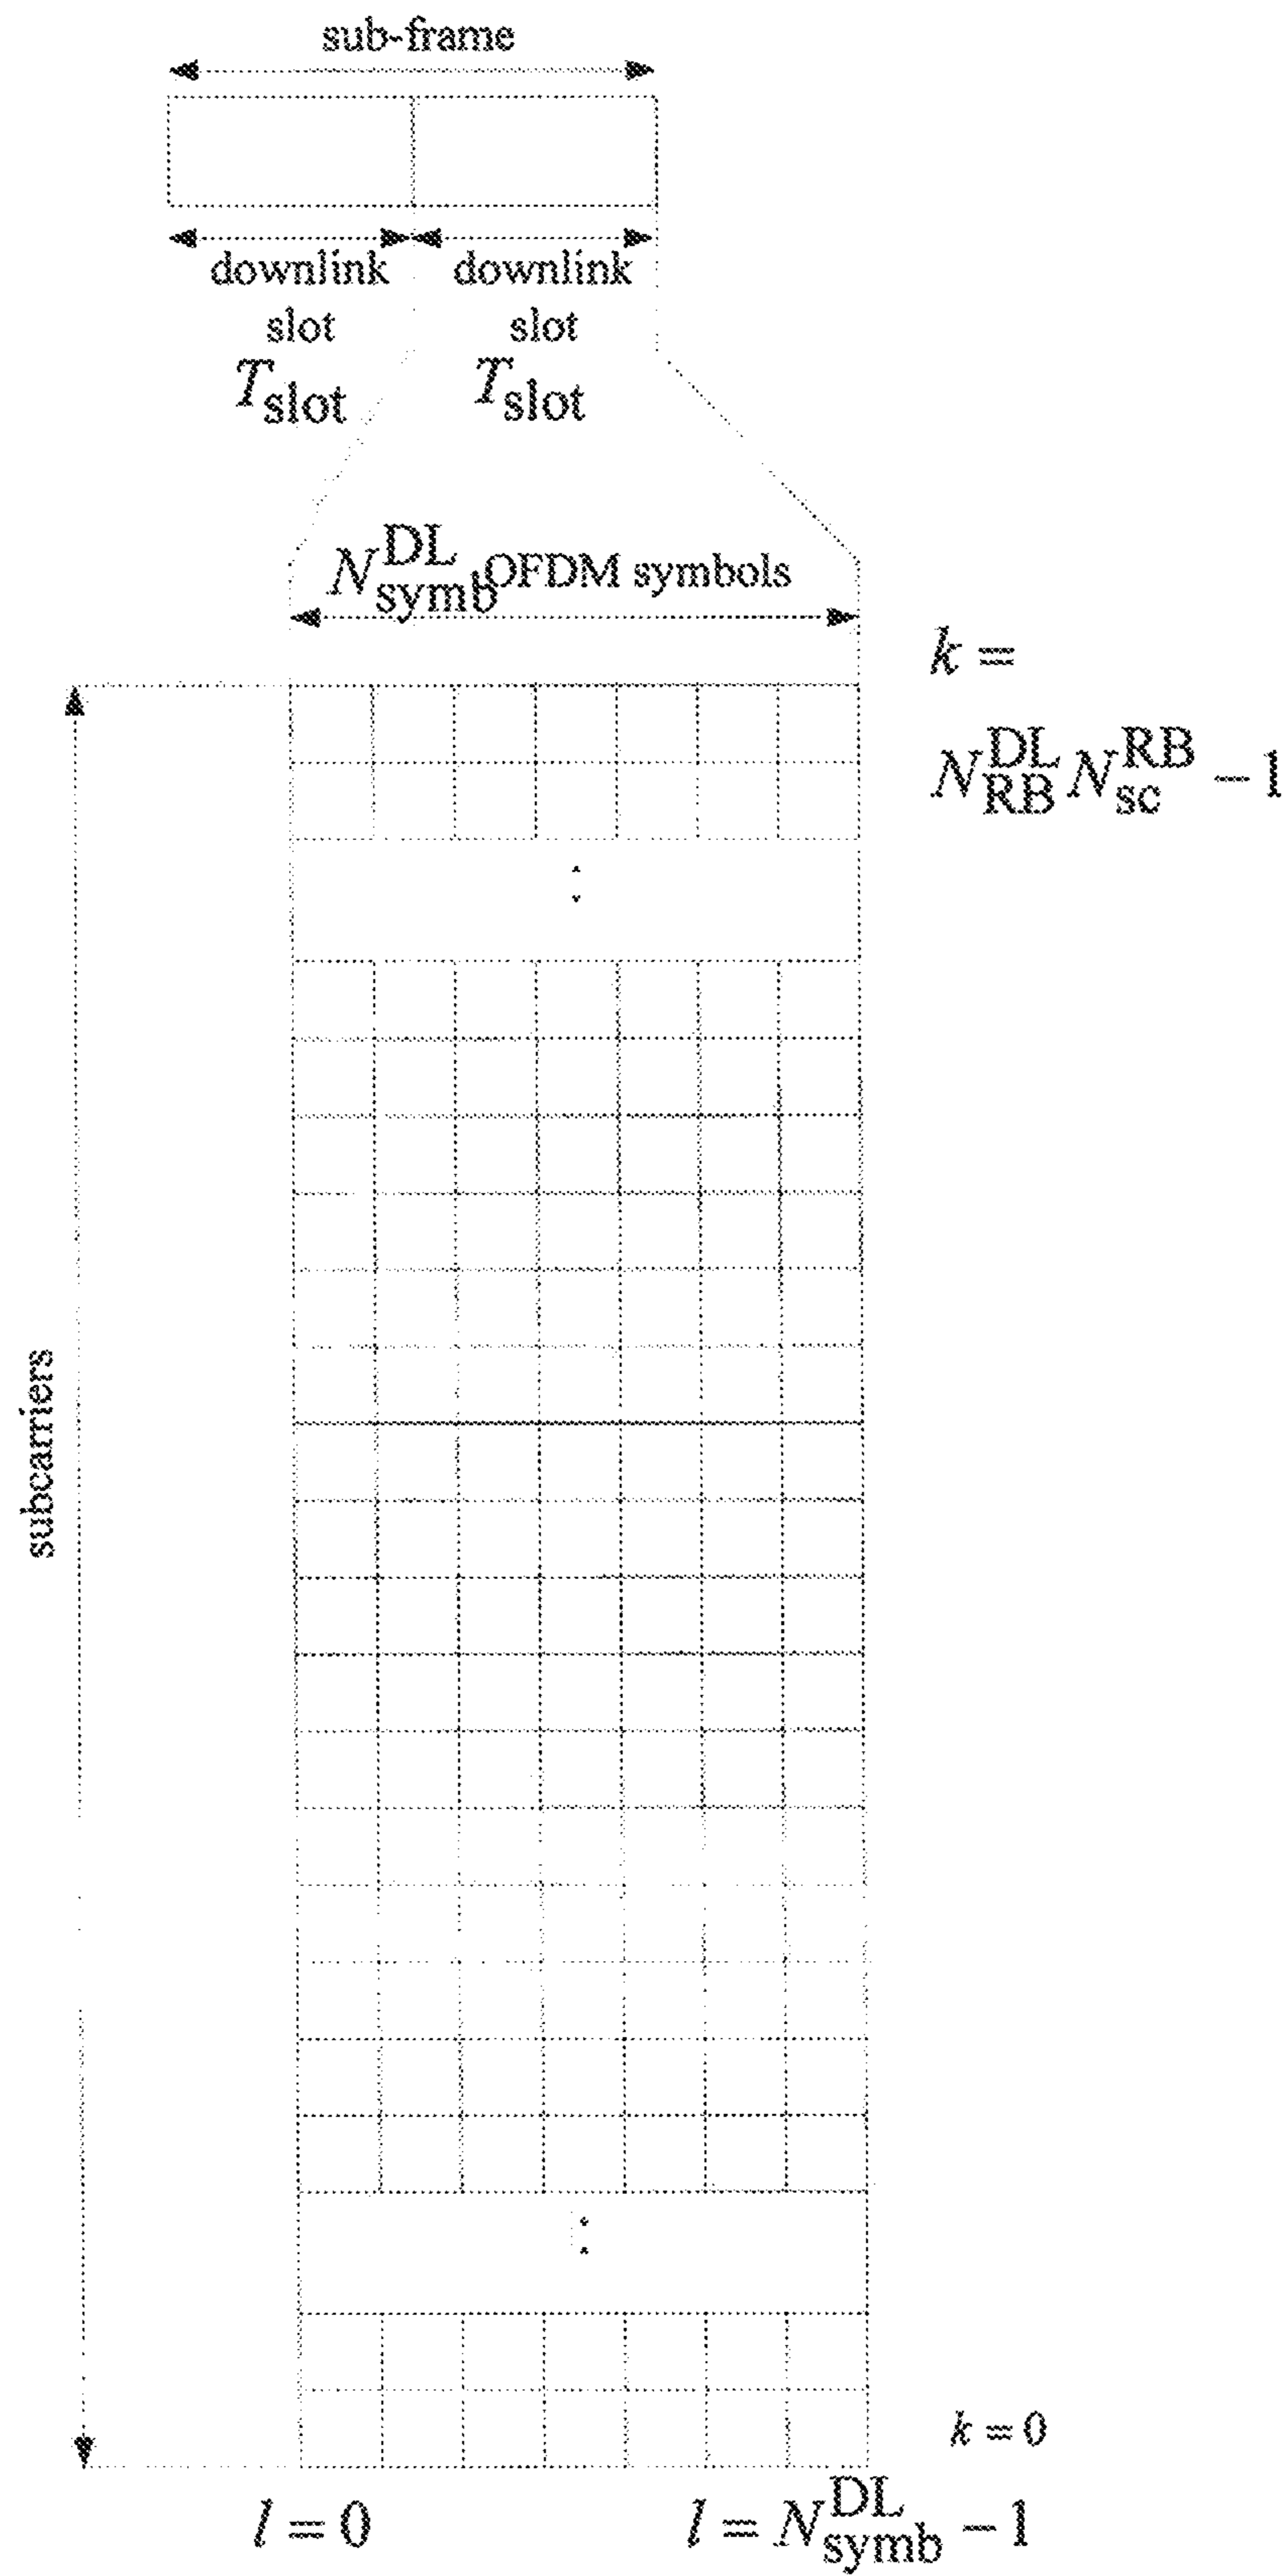 sub-frame
downlink slot
T_slot
downlink slot
T_slot
N_symb^DL OFDM symbols
k =
N_RB^DL N_sc^RB − 1
subcarriers
k = 0
l = 0
l = N_symb^DL − 1